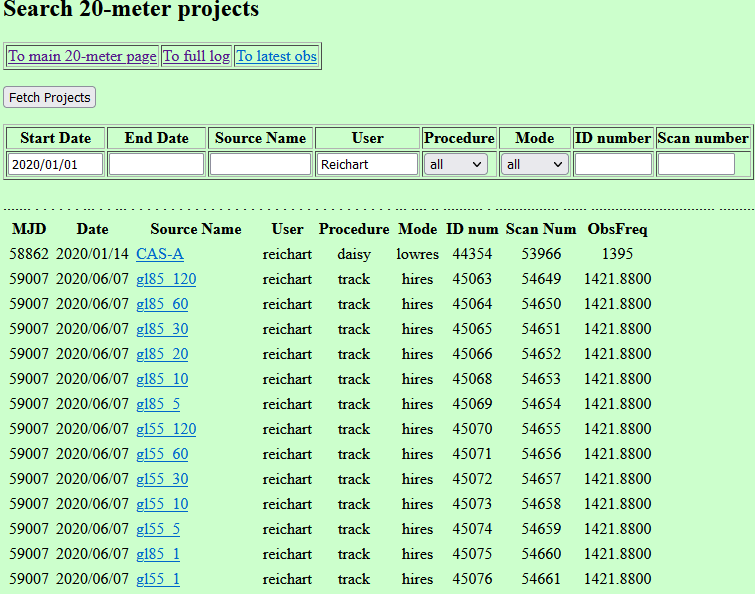 Search 20-meter projects
To main 20-meter page To full log To latest obs
Fetch Projects
Start Date End Date Source Name User Procedure Mode ID number Scan number
2020/01/01 Reichart all all
MJD Date Source Name User Procedure Mode ID num Scan Num ObsFreq
58862 2020/01/14 CAS-A reichart daisy lowres 44354 53966 1395
59007 2020/06/07 gl85_120 reichart track hires 45063 54649 1421.8800
59007 2020/06/07 gl85_60 reichart track hires 45064 54650 1421.8800
59007 2020/06/07 gl85_30 reichart track hires 45065 54651 1421.8800
59007 2020/06/07 gl85_20 reichart track hires 45066 54652 1421.8800
59007 2020/06/07 gl85_10 reichart track hires 45068 54653 1421.8800
59007 2020/06/07 gl85_5 reichart track hires 45069 54654 1421.8800
59007 2020/06/07 gl55_120 reichart track hires 45070 54655 1421.8800
59007 2020/06/07 gl55_60 reichart track hires 45071 54656 1421.8800
59007 2020/06/07 gl55_30 reichart track hires 45072 54657 1421.8800
59007 2020/06/07 gl55_10 reichart track hires 45073 54658 1421.8800
59007 2020/06/07 gl55_5 reichart track hires 45074 54659 1421.8800
59007 2020/06/07 gl85_1 reichart track hires 45075 54660 1421.8800
59007 2020/06/07 gl55_1 reichart track hires 45076 54661 1421.8800